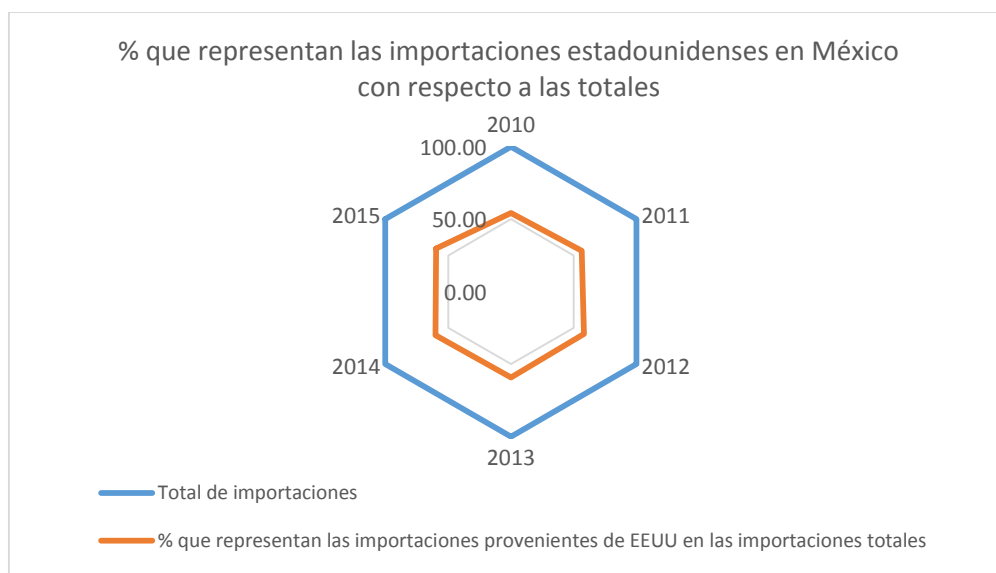 % que representan las importaciones estadounidenses en México
con respecto a las totales
2010
100.00
2015
50.00
2011
0.00
2014
2012
2013
Total de importaciones
% que representan las importaciones provenientes de EEUU en las importaciones totales